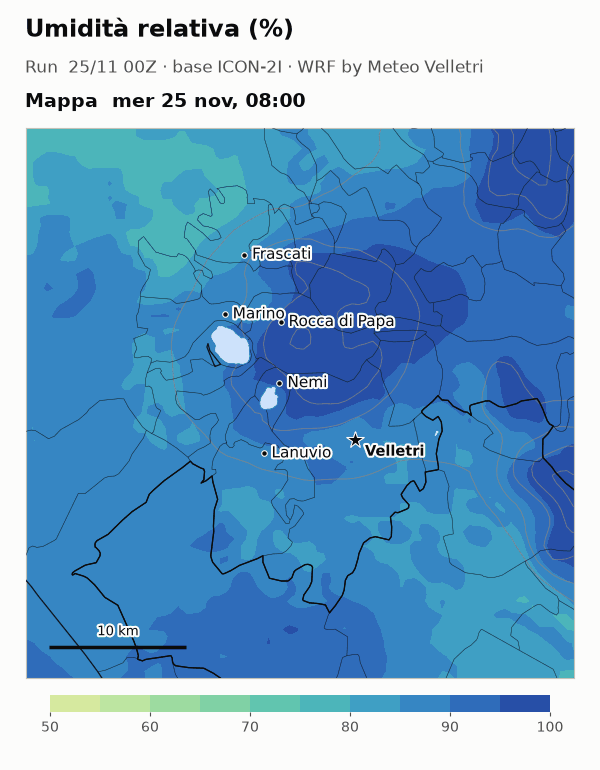 Umidità relativa (%)
Run  25/11 00Z · base ICON-2I · WRF by Meteo Velletri
Mappa  mer 25 nov, 08:00
Frascati
Marino
Rocca di Papa
Nemi
Velletri
Lanuvio
10 km
50 60 70 80 90 100